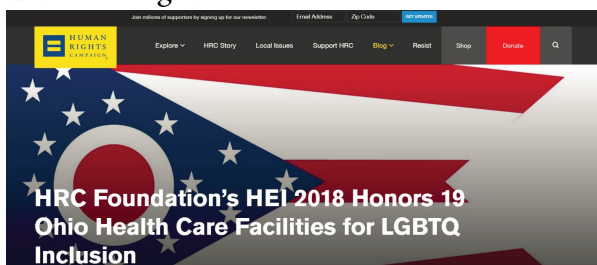 Join millions of supporters by signing up for our newsletter. Email Address Zip Code GET UPDATES
HUMAN
RIGHTS
CAMPAIGN
Explore HRC Story Local Issues Support HRC Blog Resist Shop Donate
HRC Foundation's HEI 2018 Honors 19
Ohio Health Care Facilities for LGBTQ
Inclusion